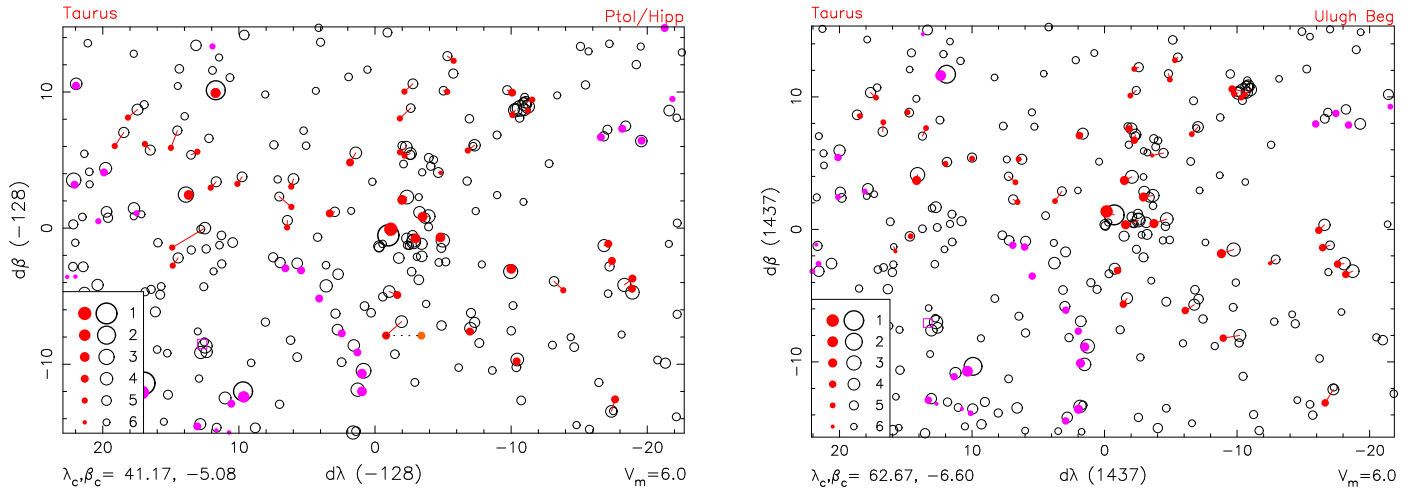 Taurus Ptol/Hipp
10
0
-10
dβ (-128)
1
2
3
4
5
6
20 10 0 -10 -20
λc,βc= 41.17, -5.08 dλ (-128) Vm=6.0
Taurus Ulugh Beg
10
0
-10
dβ (1437)
1
2
3
4
5
6
20 10 0 -10 -20
λc,βc= 62.67, -6.60 dλ (1437) Vm=6.0